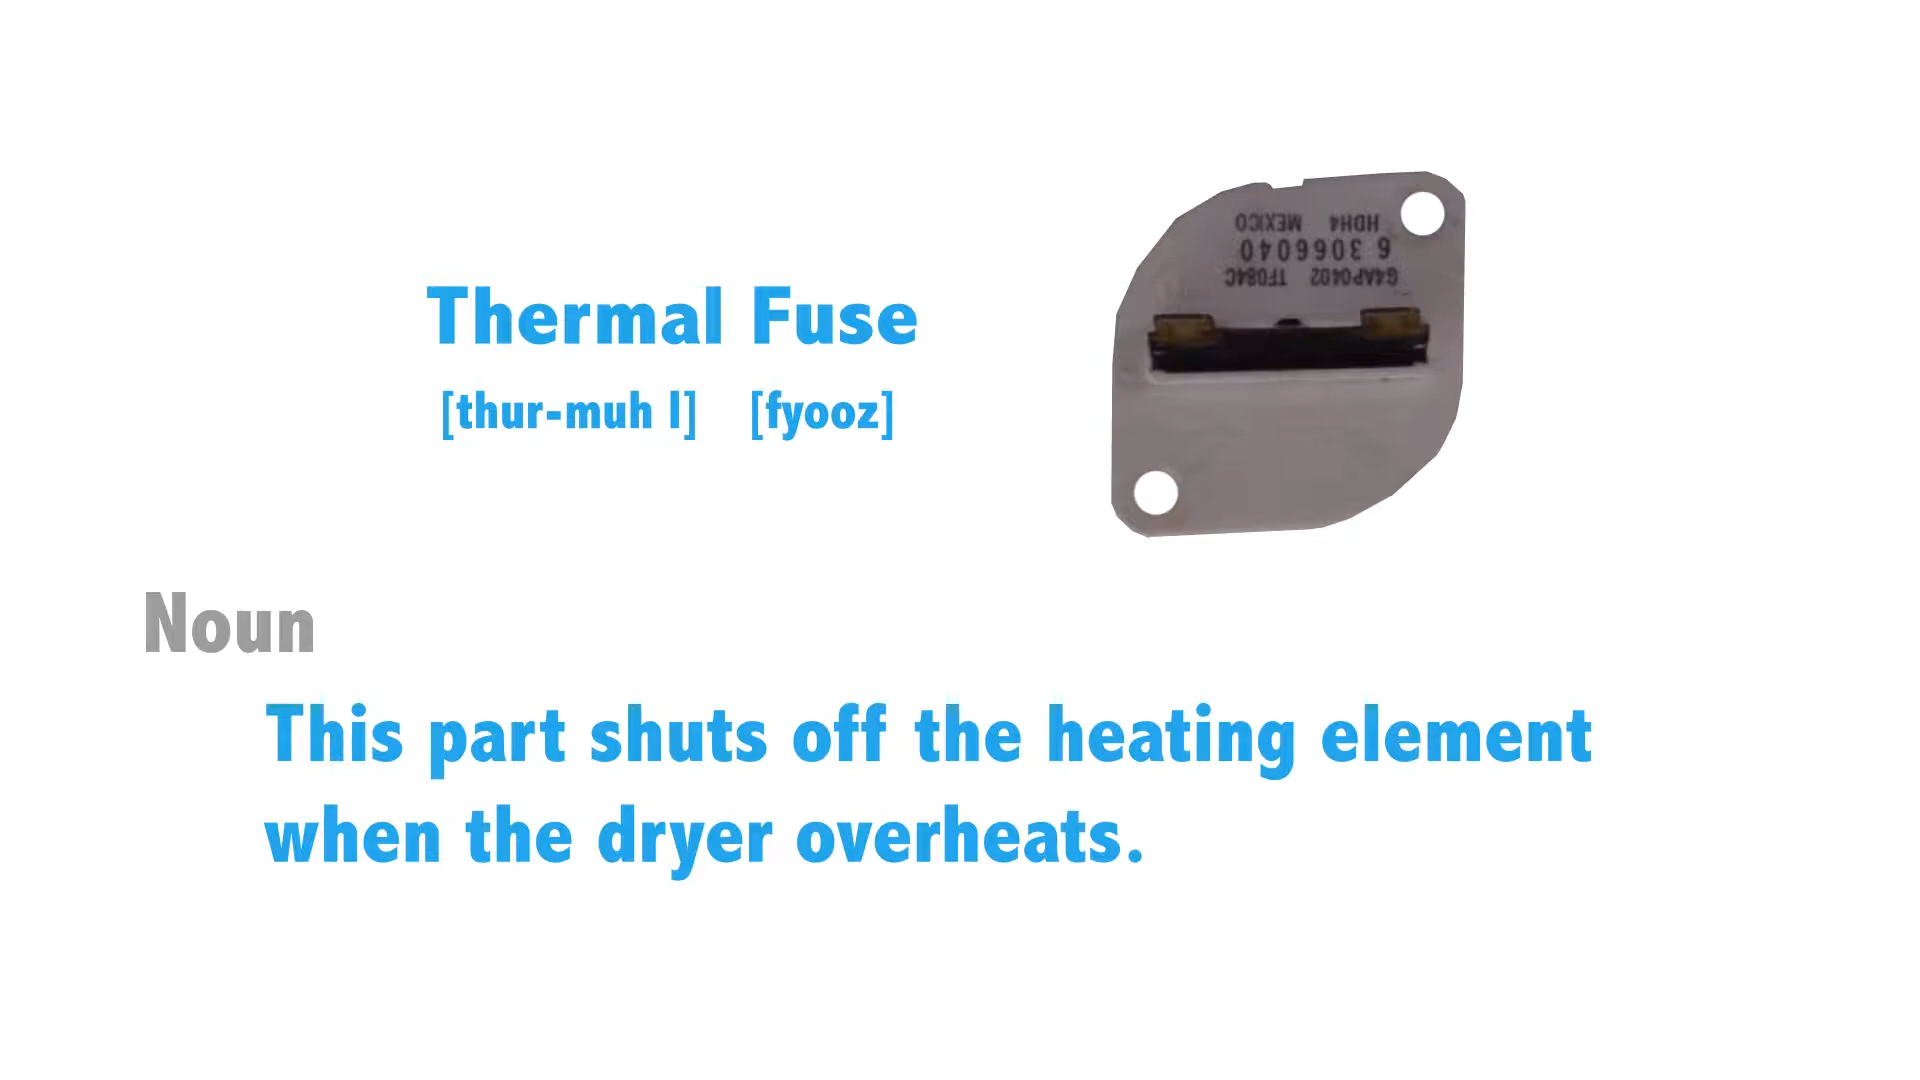 Thermal Fuse
[thur-muh l] [fyooz]
G4AP0402 TF084C
6 3066040
HDH4 MEXICO
Noun
This part shuts off the heating element
when the dryer overheats.